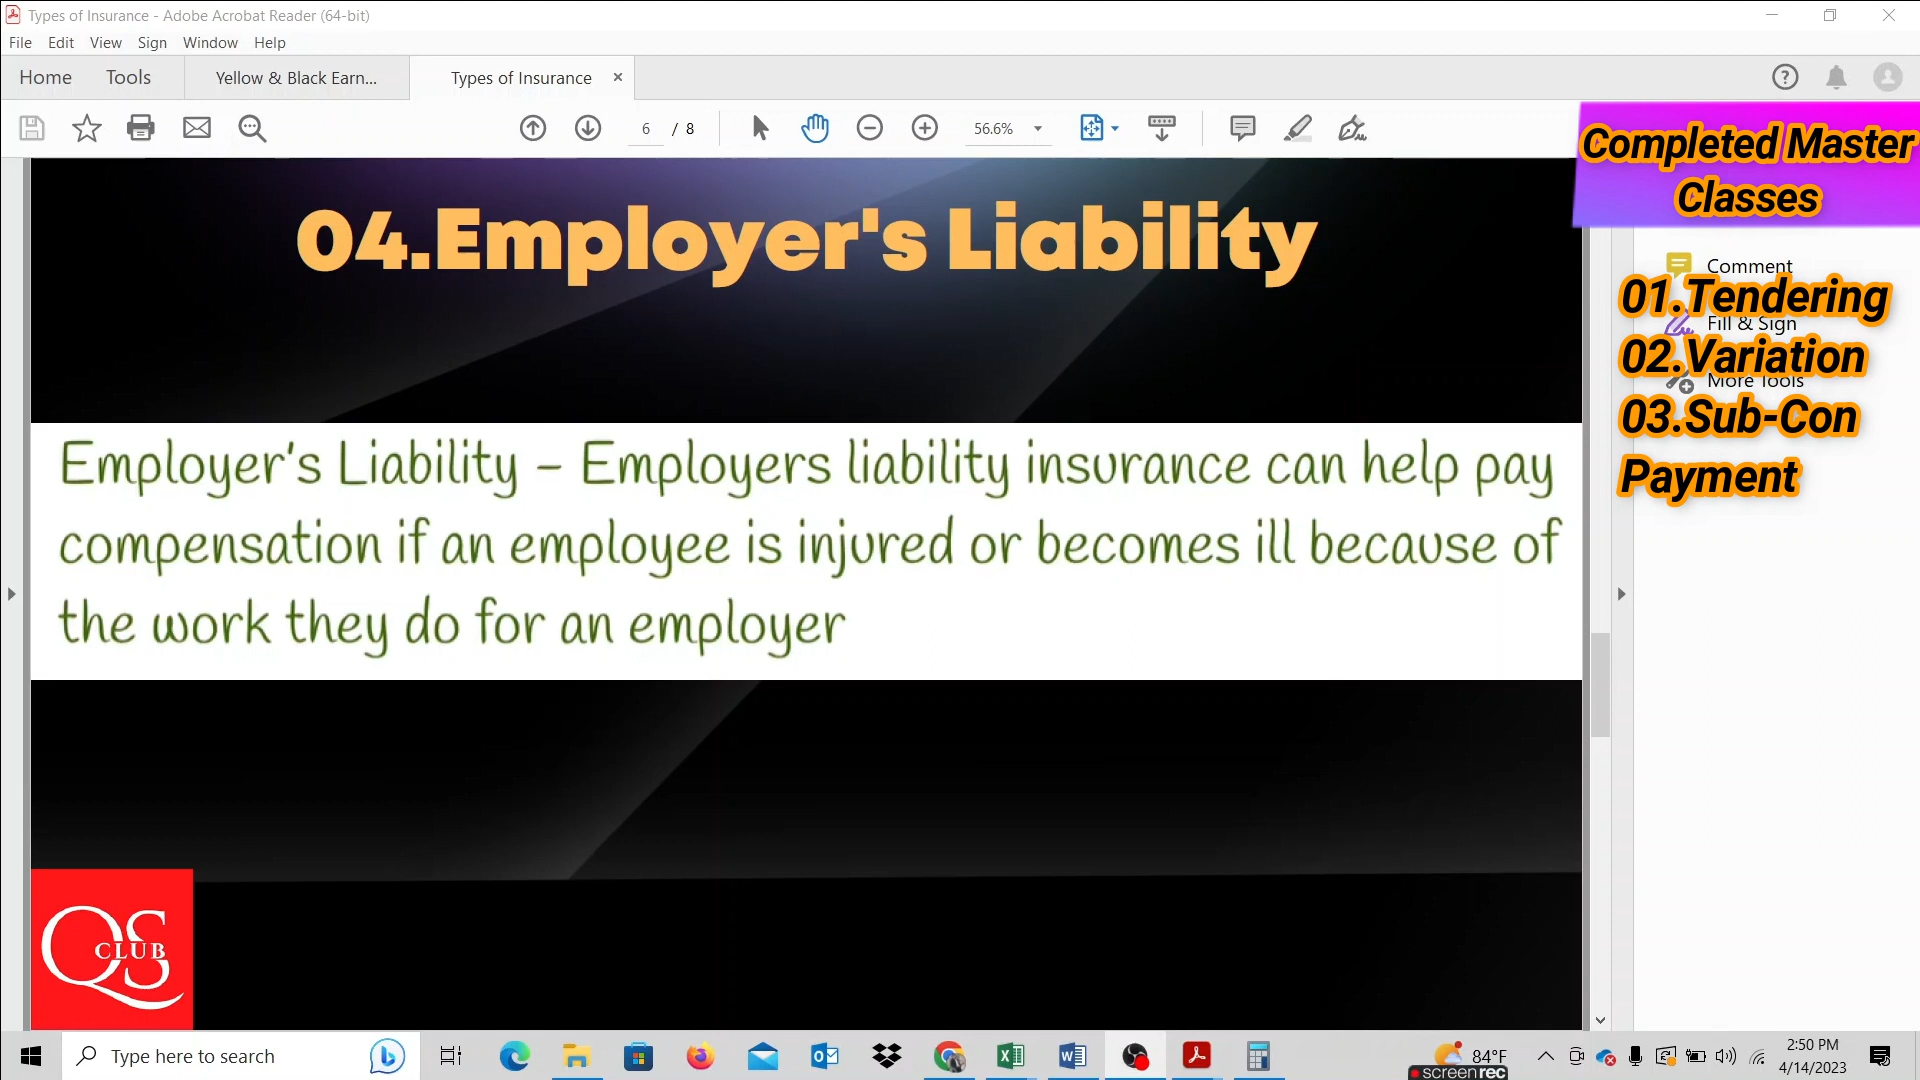 Types of Insurance - Adobe Acrobat Reader (64-bit)
File Edit View Sign Window Help
Home Tools Yellow & Black Earn... Types of Insurance
6 / 8 56.6%
Completed Master
Classes
04.Employer's Liability
Comment
01.Tendering
Fill & Sign
02.Variation
More Tools
03.Sub-Con
Payment
Employer's Liability – Employers liability insurance can help pay
compensation if an employee is injured or becomes ill because of
the work they do for an employer
QS
CLUB
Type here to search
84°F
screenrec
2:50 PM
4/14/2023